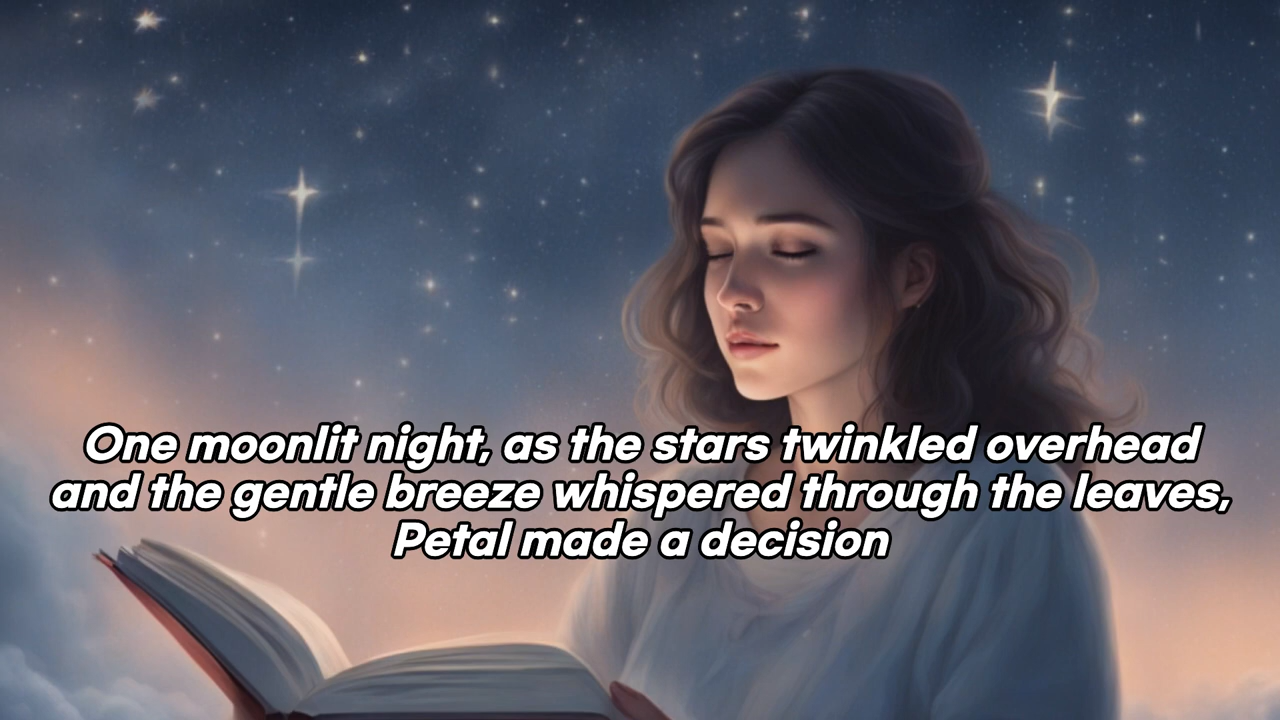 One moonlit night, as the stars twinkled overhead
and the gentle breeze whispered through the leaves,
Petal made a decision